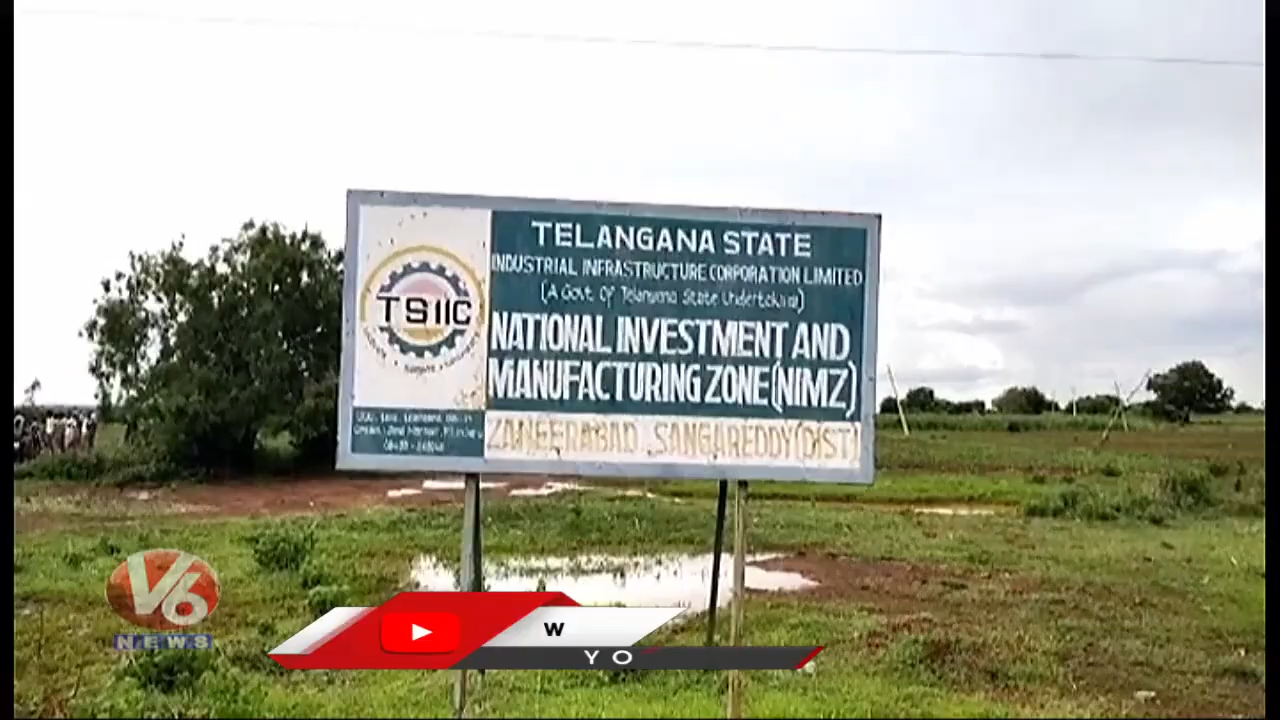 TELANGANA STATE
INDUSTRIAL INFRASTRUCTURE CORPORATION LIMITED
(A Govt Of Telangana State Undertaking)
TSIIC
NATIONAL INVESTMENT AND
MANUFACTURING ZONE(NIMZ)
ZAHEERABAD SANGAREDDY(DIST)
V6
NEWS
W
YO